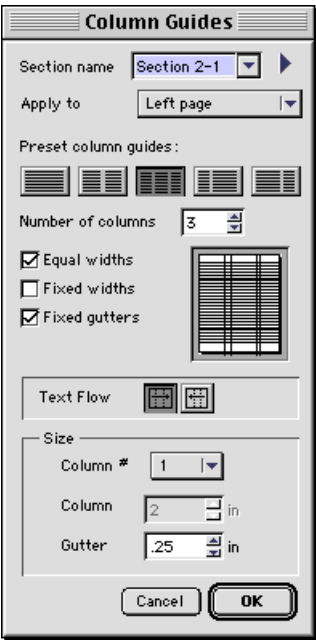 Column Guides
Section name Section 2-1
Apply to Left page
Preset column guides:
Number of columns 3
Equal widths
Fixed widths
Fixed gutters
Text Flow
Size
Column # 1
Column 2 in
Gutter .25 in
Cancel OK